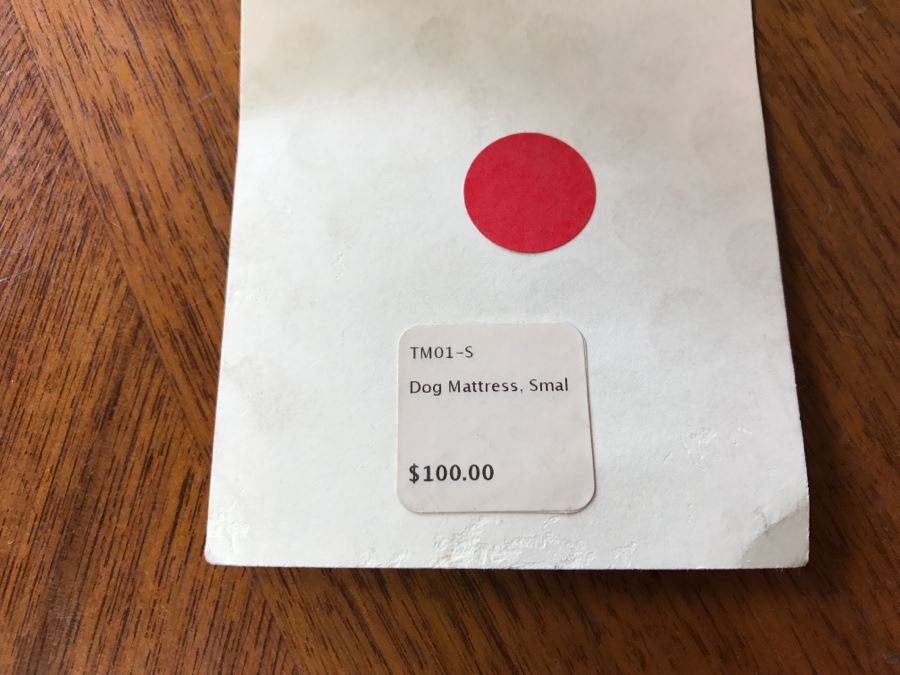 TM01-S
Dog Mattress, Smal
$100.00